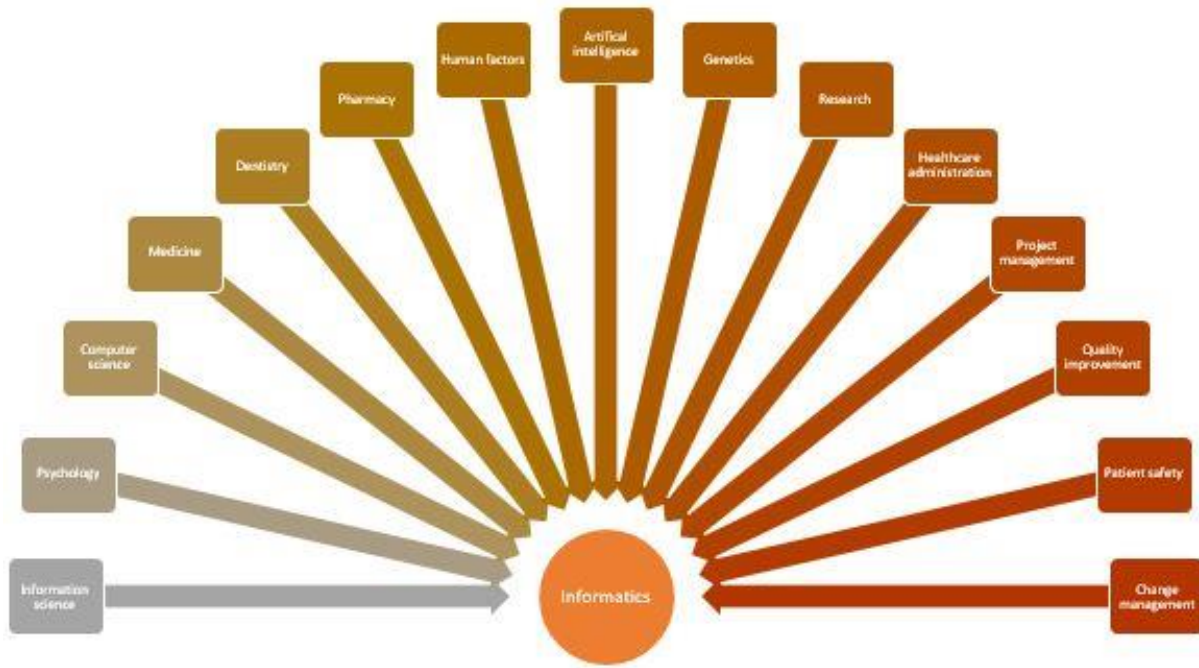 Information
science
Psychology
Computer
science
Medicine
Dentistry
Pharmacy
Human factors
Artifical
intelligence
Genetics
Research
Healthcare
administration
Project
management
Quality
improvement
Patient safety
Change
management
Informatics